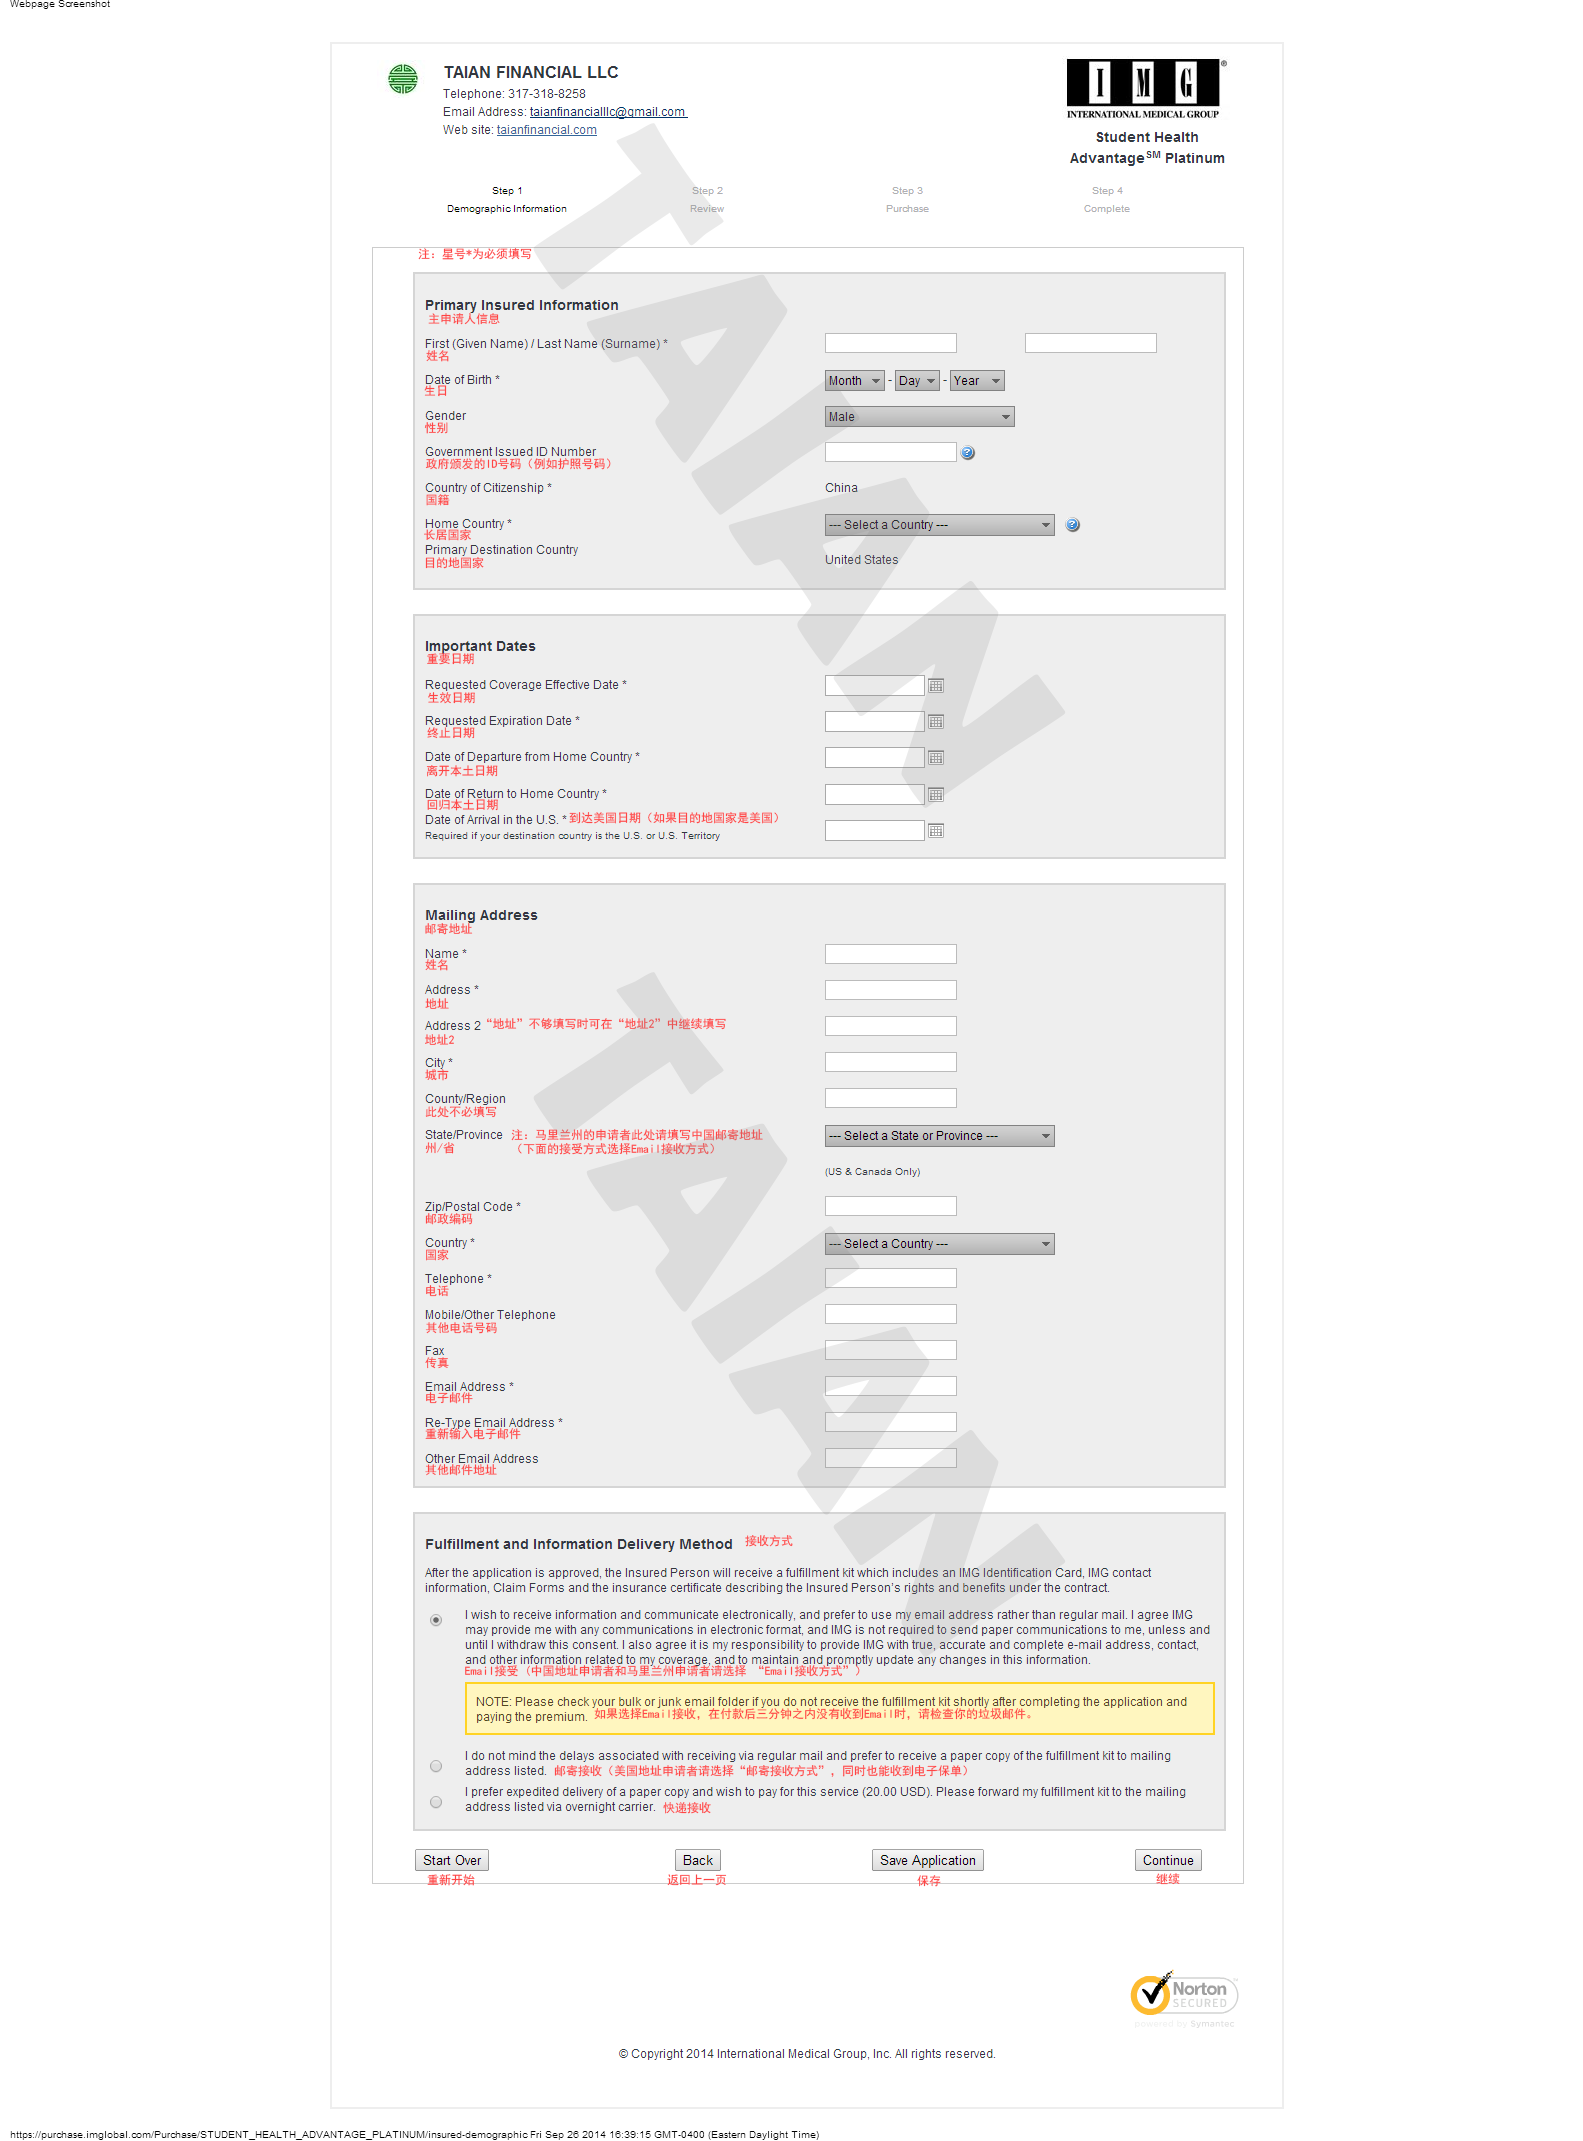 Webpage Screenshot
TAIAN FINANCIAL LLC
Telephone: 317-318-8258
Email Address: taianfinancialllc@gmail.com
Web site: taianfinancial.com
IMG®
INTERNATIONAL MEDICAL GROUP
Student Health
Advantage℠ Platinum
Step 1 Step 2 Step 3 Step 4
Demographic Information Review Purchase Complete
注：星号*为必须填写
Primary Insured Information
主申请人信息
First (Given Name) / Last Name (Surname) *
姓名
Date of Birth * Month - Day - Year
生日
Gender Male
性别
Government Issued ID Number
政府颁发的ID号码（例如护照号码）
Country of Citizenship * China
国籍
Home Country * --- Select a Country ---
长居国家
Primary Destination Country
目的地国家 United States
Important Dates
重要日期
Requested Coverage Effective Date *
生效日期
Requested Expiration Date *
终止日期
Date of Departure from Home Country *
离开本土日期
Date of Return to Home Country *
回归本土日期
Date of Arrival in the U.S. * 到达美国日期（如果目的地国家是美国）
Required if your destination country is the U.S. or U.S. Territory
Mailing Address
邮寄地址
Name *
姓名
Address *
地址
Address 2 “地址”不够填写时可在“地址2”中继续填写
地址2
City *
城市
County/Region
此处不必填写
State/Province 注：马里兰州的申请者此处请填写中国邮寄地址 --- Select a State or Province ---
州/省 （下面的接受方式选择Email接收方式）
(US & Canada Only)
Zip/Postal Code *
邮政编码
Country * --- Select a Country ---
国家
Telephone *
电话
Mobile/Other Telephone
其他电话号码
Fax
传真
Email Address *
电子邮件
Re-Type Email Address *
重新输入电子邮件
Other Email Address
其他邮件地址
Fulfillment and Information Delivery Method 接收方式
After the application is approved, the Insured Person will receive a fulfillment kit which includes an IMG Identification Card, IMG contact
information, Claim Forms and the insurance certificate describing the Insured Person's rights and benefits under the contract.
I wish to receive information and communicate electronically, and prefer to use my email address rather than regular mail. I agree IMG
may provide me with any communications in electronic format, and IMG is not required to send paper communications to me, unless and
until I withdraw this consent. I also agree it is my responsibility to provide IMG with true, accurate and complete e-mail address, contact,
and other information related to my coverage, and to maintain and promptly update any changes in this information.
Email接受（中国地址申请者和马里兰州申请者请选择 “Email接收方式”）
NOTE: Please check your bulk or junk email folder if you do not receive the fulfillment kit shortly after completing the application and
paying the premium. 如果选择Email接收，在付款后三分钟之内没有收到Email时，请检查你的垃圾邮件。
I do not mind the delays associated with receiving via regular mail and prefer to receive a paper copy of the fulfillment kit to mailing
address listed. 邮寄接收（美国地址申请者请选择“邮寄接收方式”，同时也能收到电子保单）
I prefer expedited delivery of a paper copy and wish to pay for this service (20.00 USD). Please forward my fulfillment kit to the mailing
address listed via overnight carrier. 快递接收
Start Over Back Save Application Continue
重新开始 返回上一页 保存 继续
TAIAN
TAIAN
Norton
SECURED
powered by Symantec
© Copyright 2014 International Medical Group, Inc. All rights reserved.
https://purchase.imglobal.com/Purchase/STUDENT_HEALTH_ADVANTAGE_PLATINUM/insured-demographic Fri Sep 26 2014 16:39:15 GMT-0400 (Eastern Daylight Time)